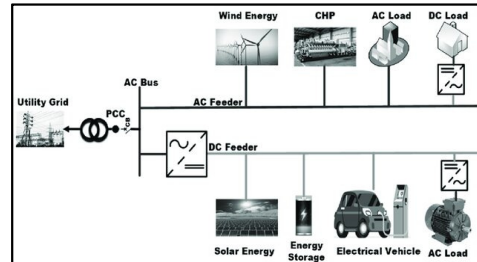 Wind Energy
CHP
AC Load
DC Load
AC Bus
Utility Grid
PCC
CB
AC Feeder
DC Feeder
Solar Energy
Energy
Storage
Electrical Vehicle
AC Load